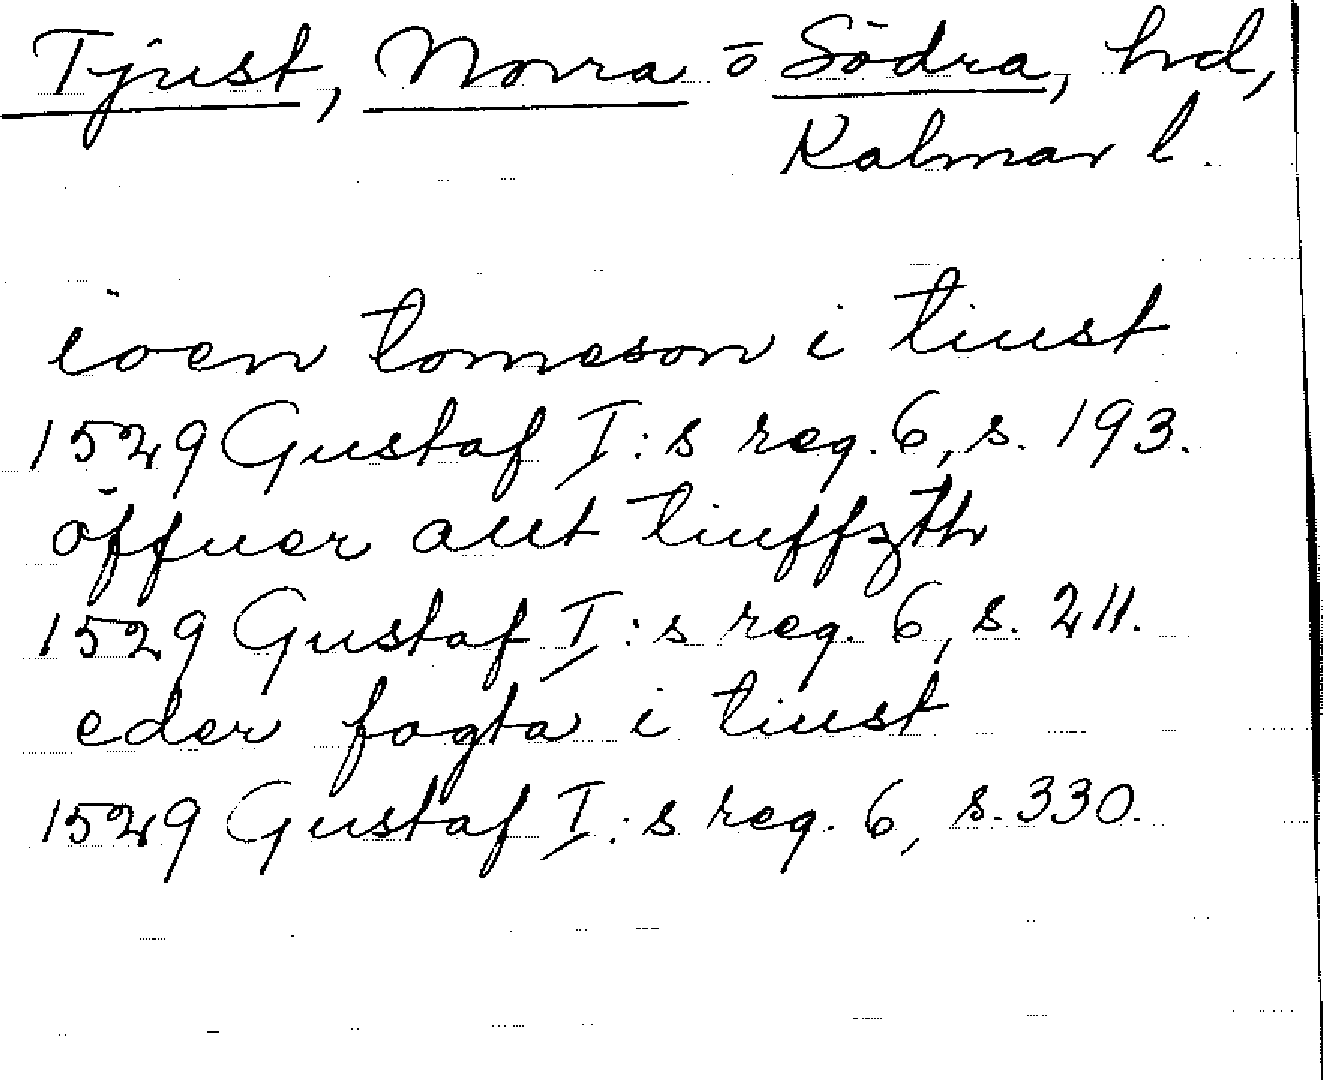 Tjust, Norra ō Södra, hd,
Kalmar l.
ioen tomeson i tiust
1529 Gustaf I:s reg. 6, s. 193.
öffuer allt tiuffzth
1529 Gustaf I:s reg. 6, s. 211.
eder fogta i tiust
1529 Gustaf I:s reg. 6, s. 330.